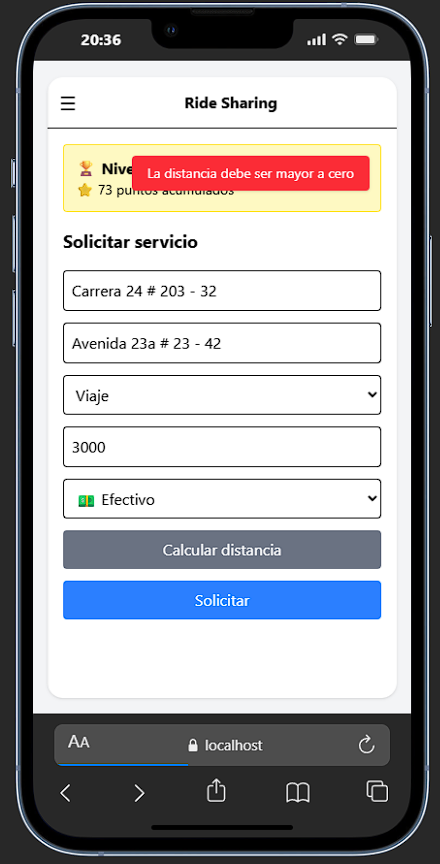 20:36
Ride Sharing
Nive
La distancia debe ser mayor a cero
73 puntos acumulados
Solicitar servicio
Carrera 24 # 203 - 32
Avenida 23a # 23 - 42
Viaje
3000
Efectivo
Calcular distancia
Solicitar
AA
localhost